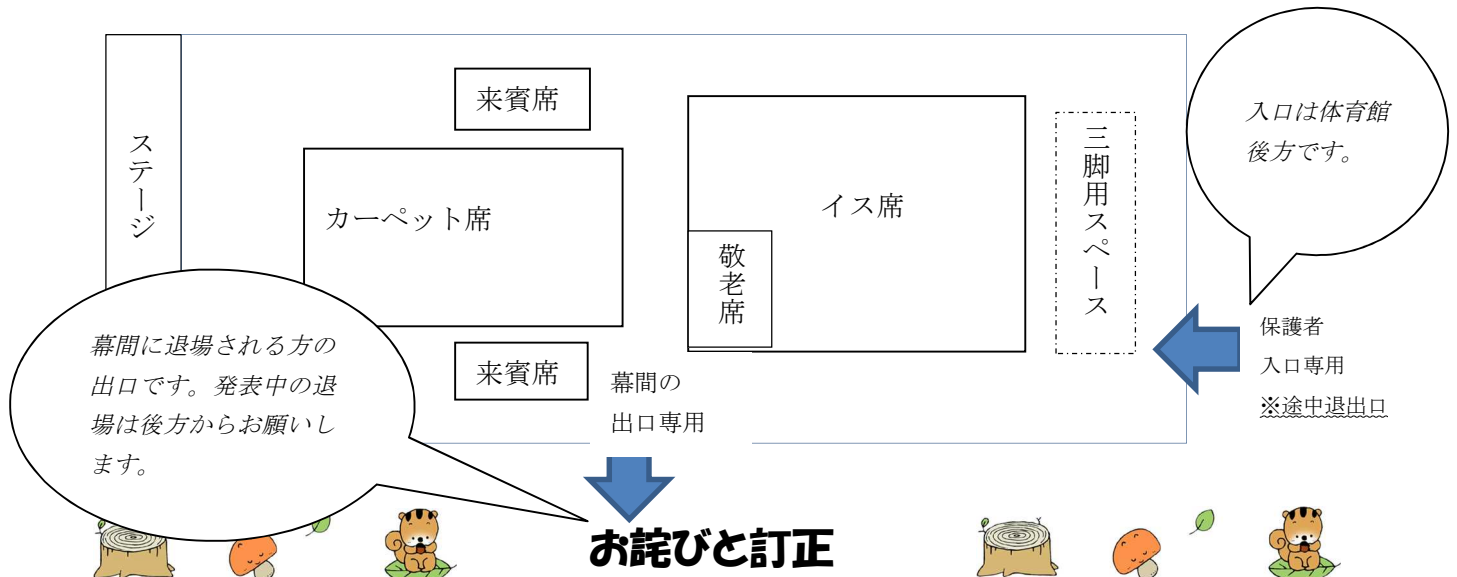 来賓席
ステージ
カーペット席
イス席
敬老席
三脚用スペース
入口は体育館
後方です。
保護者
入口専用
※途中退出口
来賓席
幕間の
出口専用
幕間に退場される方の
出口です。発表中の退
場は後方からお願いし
ます。
お詫びと訂正